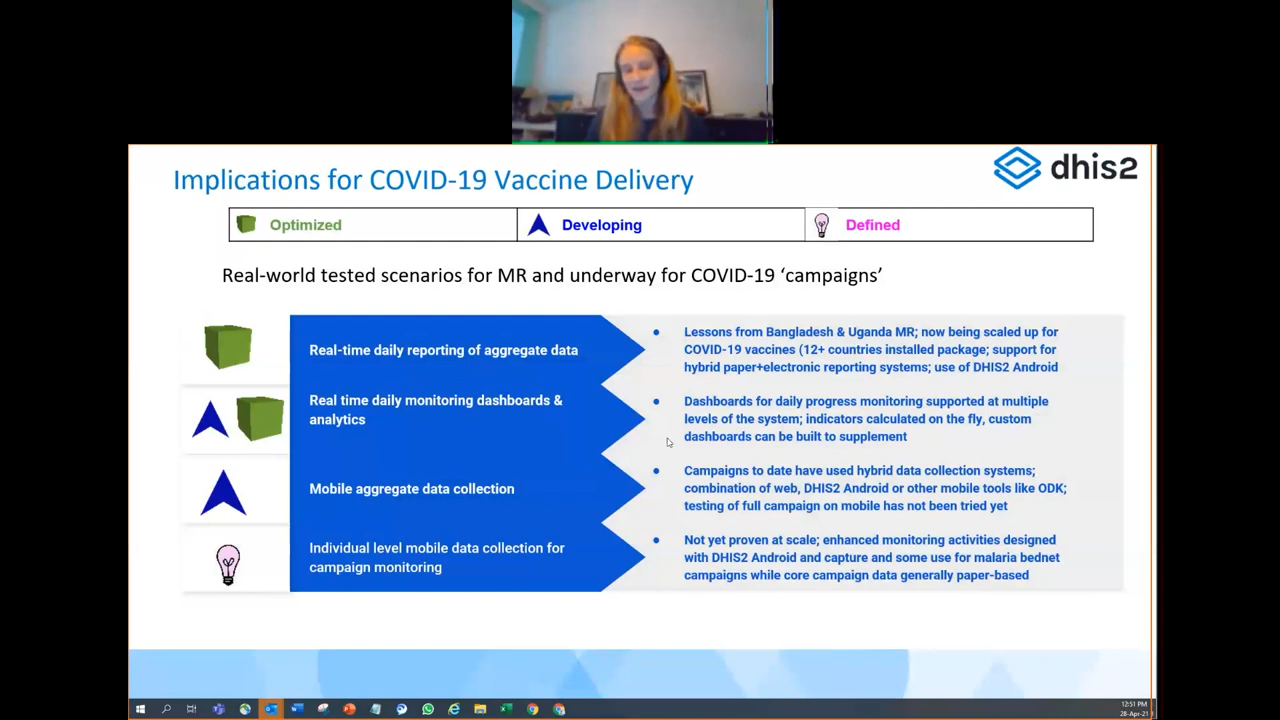 Implications for COVID-19 Vaccine Delivery
dhis2
Optimized
Developing
Defined
Real-world tested scenarios for MR and underway for COVID-19 ‘campaigns’
Real-time daily reporting of aggregate data
Lessons from Bangladesh & Uganda MR; now being scaled up for
COVID-19 vaccines (12+ countries installed package; support for
hybrid paper+electronic reporting systems; use of DHIS2 Android
Real time daily monitoring dashboards &
analytics
Dashboards for daily progress monitoring supported at multiple
levels of the system; indicators calculated on the fly, custom
dashboards can be built to supplement
Mobile aggregate data collection
Campaigns to date have used hybrid data collection systems;
combination of web, DHIS2 Android or other mobile tools like ODK;
testing of full campaign on mobile has not been tried yet
Individual level mobile data collection for
campaign monitoring
Not yet proven at scale; enhanced monitoring activities designed
with DHIS2 Android and capture and some use for malaria bednet
campaigns while core campaign data generally paper-based
12:51 PM
28-Apr-21